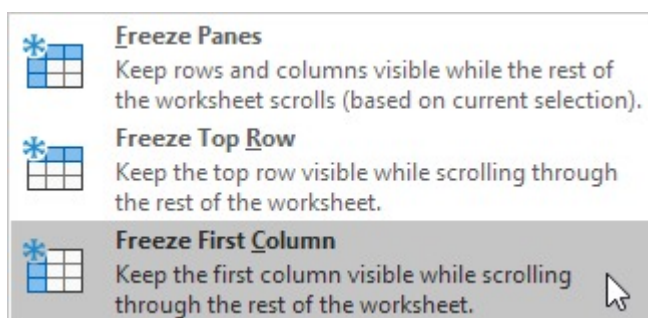 Freeze Panes
Keep rows and columns visible while the rest of
the worksheet scrolls (based on current selection).
Freeze Top Row
Keep the top row visible while scrolling through
the rest of the worksheet.
Freeze First Column
Keep the first column visible while scrolling
through the rest of the worksheet.